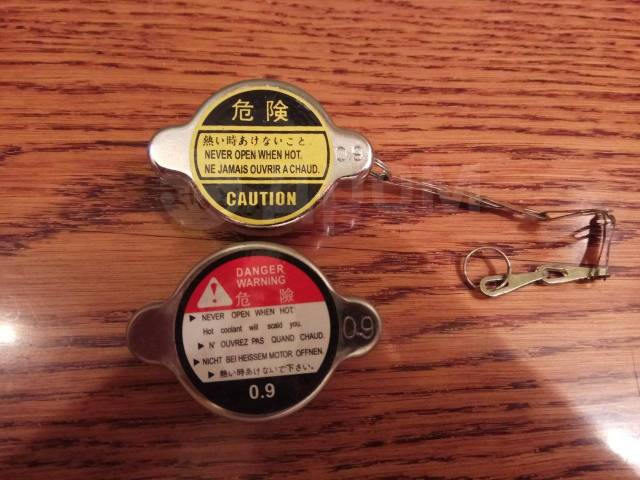 危険
熱い時あけないこと。
NEVER OPEN WHEN HOT.
NE JAMAIS OUVRIR A CHAUD.
CAUTION
0.9
DANGER
WARNING
危 險
▶ NEVER OPEN WHEN HOT.
Hot coolant will scald you.
▶ N' OUVREZ PAS QUAND CHAUD.
▶ NICHT BEI HEISSEM MOTOR OFFNEN.
▶ 熱い時あけないで下さい。
0.9
0.9